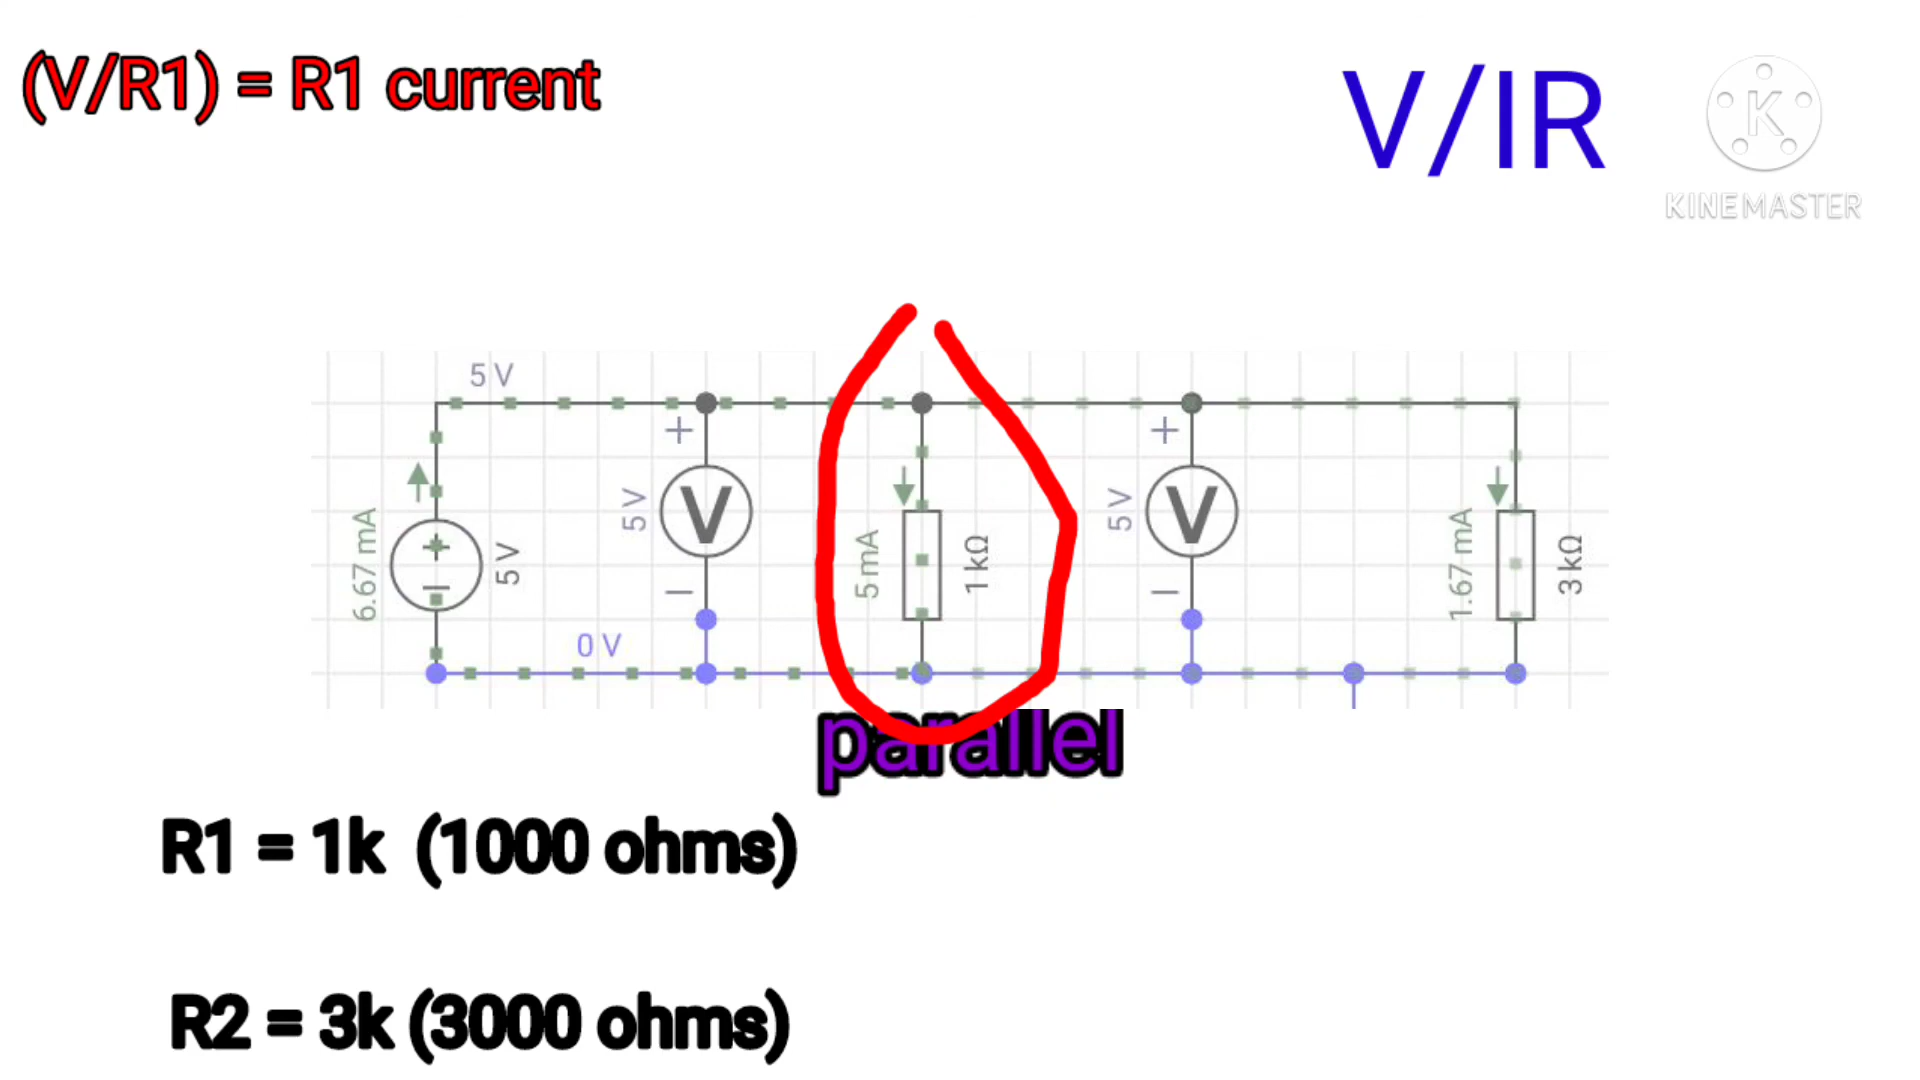 (V/R1) = R1 current
V/IR
K
KINEMASTER
5 V
+
+
6.67 mA
+
5 V
5 V
V
5 mA
1 kΩ
5 V
V
1.67 mA
3 kΩ
0 V
parallel
R1 = 1k (1000 ohms)
R2 = 3k (3000 ohms)